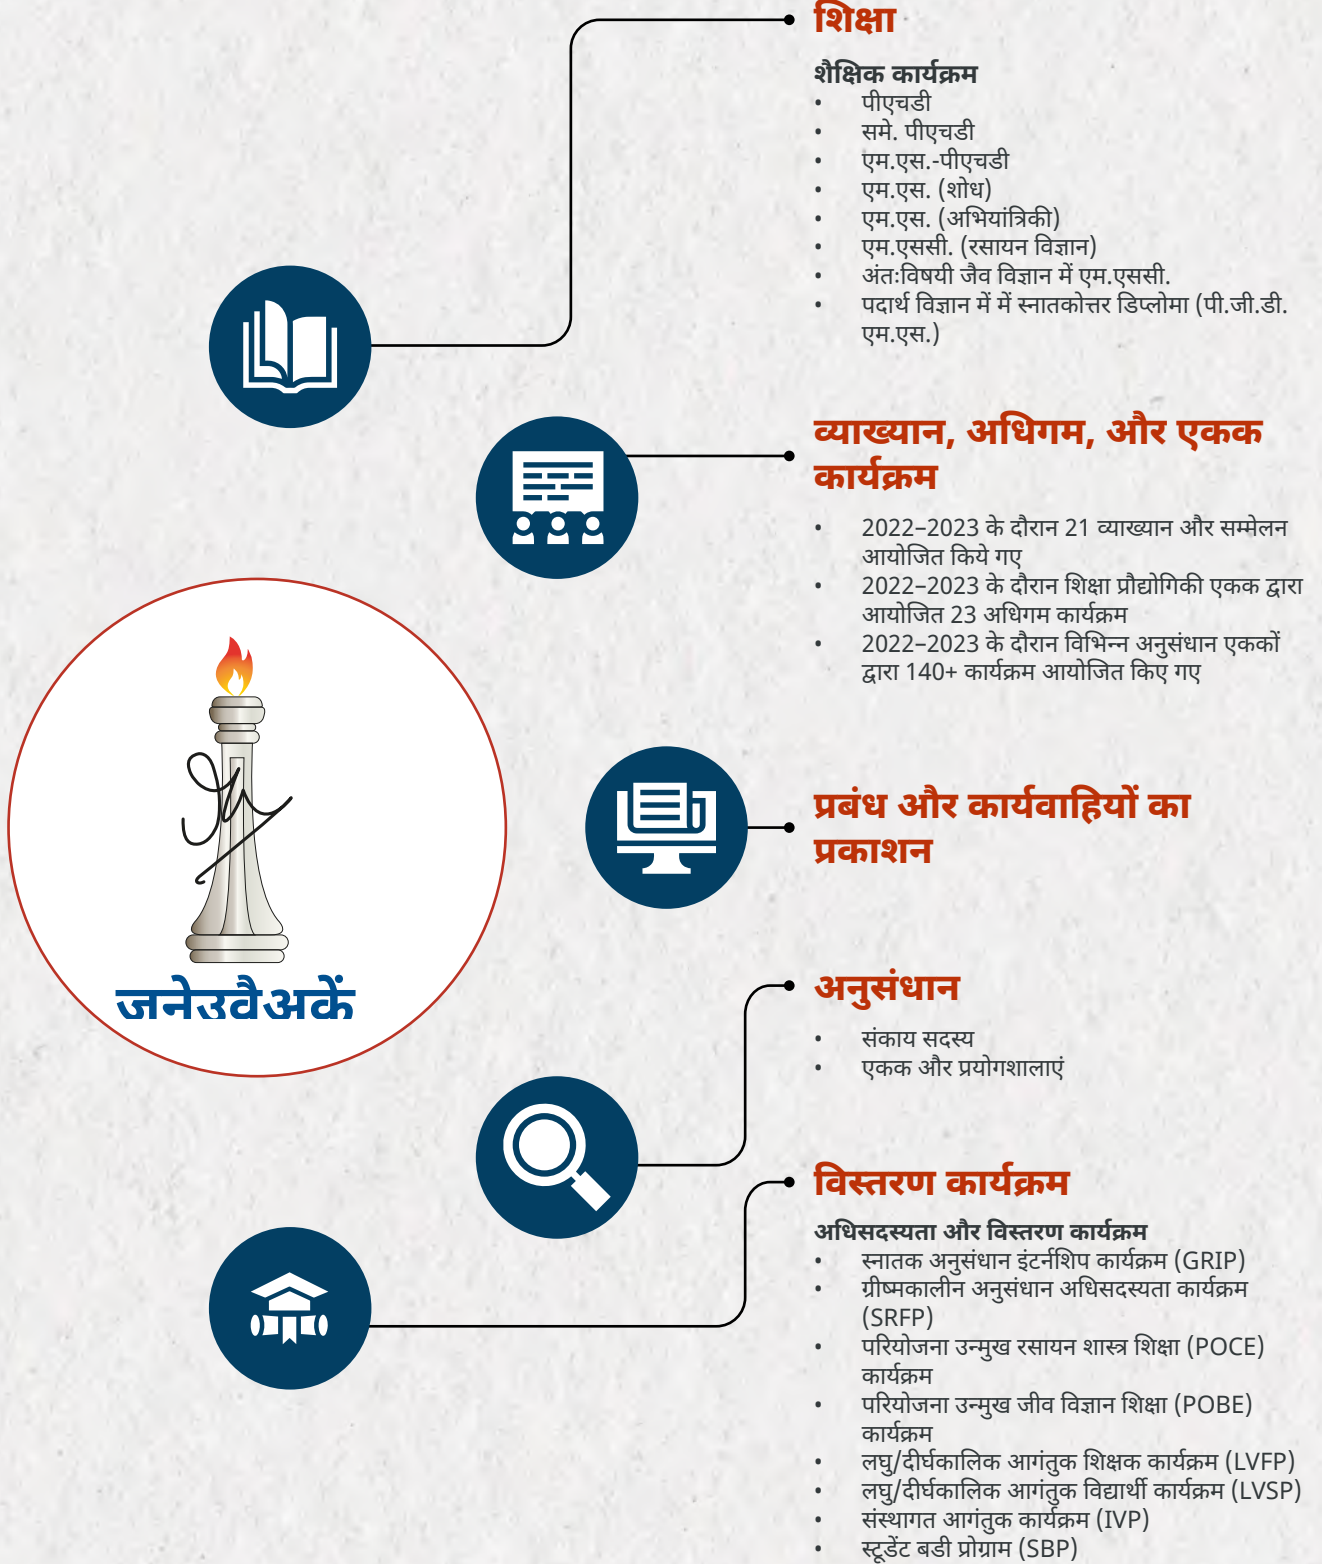 शिक्षा
शैक्षिक कार्यक्रम
• पीएचडी
• समे. पीएचडी
• एम.एस.-पीएचडी
• एम.एस. (शोध)
• एम.एस. (अभियांत्रिकी)
• एम.एससी. (रसायन विज्ञान)
• अंतःविषयी जैव विज्ञान में एम.एससी.
• पदार्थ विज्ञान में में स्नातकोत्तर डिप्लोमा (पी.जी.डी.
एम.एस.)
व्याख्यान, अधिगम, और एकक
कार्यक्रम
• 2022–2023 के दौरान 21 व्याख्यान और सम्मेलन
आयोजित किये गए
• 2022–2023 के दौरान शिक्षा प्रौद्योगिकी एकक द्वारा
आयोजित 23 अधिगम कार्यक्रम
• 2022–2023 के दौरान विभिन्न अनुसंधान एककों
द्वारा 140+ कार्यक्रम आयोजित किए गए
प्रबंध और कार्यवाहियों का
प्रकाशन
जनेउवैअकें
अनुसंधान
• संकाय सदस्य
• एकक और प्रयोगशालाएं
विस्तरण कार्यक्रम
अधिसदस्यता और विस्तरण कार्यक्रम
• स्नातक अनुसंधान इंटर्नशिप कार्यक्रम (GRIP)
• ग्रीष्मकालीन अनुसंधान अधिसदस्यता कार्यक्रम
(SRFP)
• परियोजना उन्मुख रसायन शास्त्र शिक्षा (POCE)
कार्यक्रम
• परियोजना उन्मुख जीव विज्ञान शिक्षा (POBE)
कार्यक्रम
• लघु/दीर्घकालिक आगंतुक शिक्षक कार्यक्रम (LVFP)
• लघु/दीर्घकालिक आगंतुक विद्यार्थी कार्यक्रम (LVSP)
• संस्थागत आगंतुक कार्यक्रम (IVP)
• स्टूडेंट बडी प्रोग्राम (SBP)